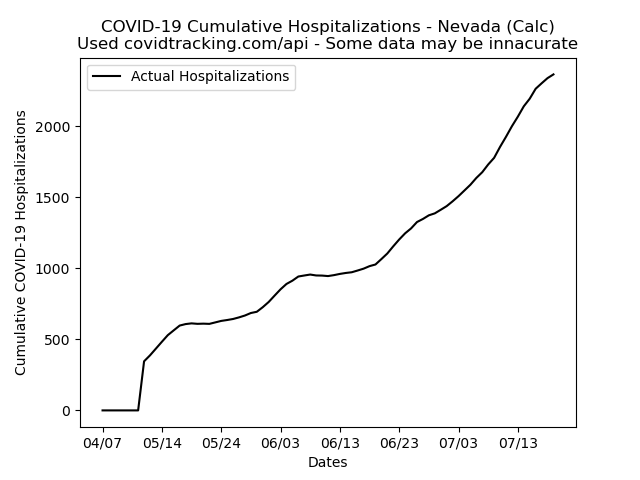 COVID-19 Cumulative Hospitalizations - Nevada (Calc)
Used covidtracking.com/api - Some data may be innacurate
Actual Hospitalizations
Cumulative COVID-19 Hospitalizations
2000
1500
1000
500
0
04/07 05/14 05/24 06/03 06/13 06/23 07/03 07/13
Dates